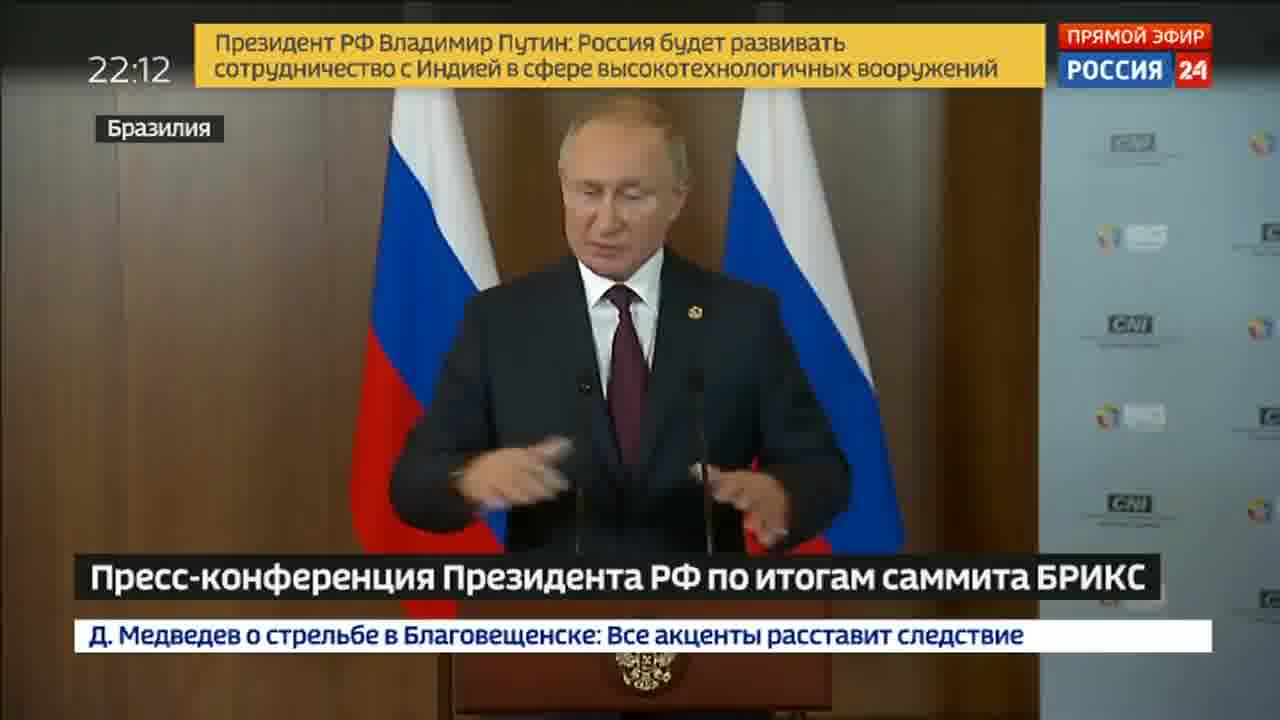 22:12
Президент РФ Владимир Путин: Россия будет развивать
сотрудничество с Индией в сфере высокотехнологичных вооружений
ПРЯМОЙ ЭФИР
РОССИЯ 24
Бразилия
CNI
CNI
CNI
Пресс-конференция Президента РФ по итогам саммита БРИКС
Д. Медведев о стрельбе в Благовещенске: Все акценты расставит следствие